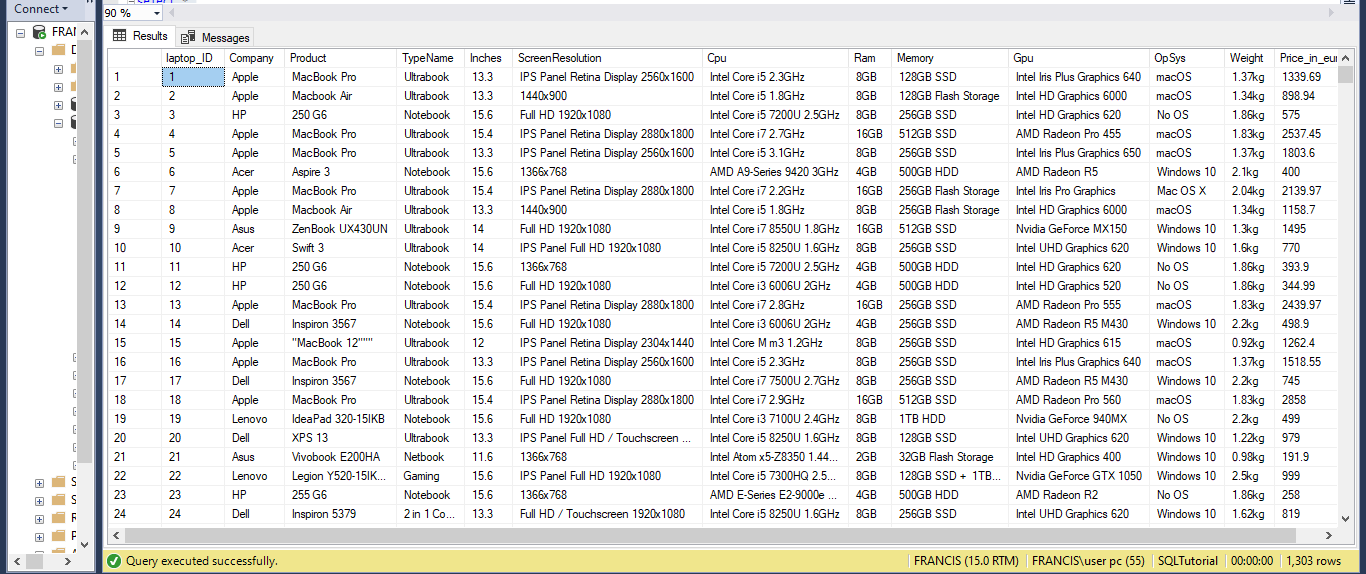 Connect
90 %
FRAN
D
Results Messages
laptop_ID Company Product TypeName Inches ScreenResolution Cpu Ram Memory Gpu OpSys Weight Price_in_eur
1 1 Apple MacBook Pro Ultrabook 13.3 IPS Panel Retina Display 2560x1600 Intel Core i5 2.3GHz 8GB 128GB SSD Intel Iris Plus Graphics 640 macOS 1.37kg 1339.69
2 2 Apple Macbook Air Ultrabook 13.3 1440x900 Intel Core i5 1.8GHz 8GB 128GB Flash Storage Intel HD Graphics 6000 macOS 1.34kg 898.94
3 3 HP 250 G6 Notebook 15.6 Full HD 1920x1080 Intel Core i5 7200U 2.5GHz 8GB 256GB SSD Intel HD Graphics 620 No OS 1.86kg 575
4 4 Apple MacBook Pro Ultrabook 15.4 IPS Panel Retina Display 2880x1800 Intel Core i7 2.7GHz 16GB 512GB SSD AMD Radeon Pro 455 macOS 1.83kg 2537.45
5 5 Apple MacBook Pro Ultrabook 13.3 IPS Panel Retina Display 2560x1600 Intel Core i5 3.1GHz 8GB 256GB SSD Intel Iris Plus Graphics 650 macOS 1.37kg 1803.6
6 6 Acer Aspire 3 Notebook 15.6 1366x768 AMD A9-Series 9420 3GHz 4GB 500GB HDD AMD Radeon R5 Windows 10 2.1kg 400
7 7 Apple MacBook Pro Ultrabook 15.4 IPS Panel Retina Display 2880x1800 Intel Core i7 2.2GHz 16GB 256GB Flash Storage Intel Iris Pro Graphics Mac OS X 2.04kg 2139.97
8 8 Apple Macbook Air Ultrabook 13.3 1440x900 Intel Core i5 1.8GHz 8GB 256GB Flash Storage Intel HD Graphics 6000 macOS 1.34kg 1158.7
9 9 Asus ZenBook UX430UN Ultrabook 14 Full HD 1920x1080 Intel Core i7 8550U 1.8GHz 16GB 512GB SSD Nvidia GeForce MX150 Windows 10 1.3kg 1495
10 10 Acer Swift 3 Ultrabook 14 IPS Panel Full HD 1920x1080 Intel Core i5 8250U 1.6GHz 8GB 256GB SSD Intel UHD Graphics 620 Windows 10 1.6kg 770
11 11 HP 250 G6 Notebook 15.6 1366x768 Intel Core i5 7200U 2.5GHz 4GB 500GB HDD Intel HD Graphics 620 No OS 1.86kg 393.9
12 12 HP 250 G6 Notebook 15.6 Full HD 1920x1080 Intel Core i3 6006U 2GHz 4GB 500GB HDD Intel HD Graphics 520 No OS 1.86kg 344.99
13 13 Apple MacBook Pro Ultrabook 15.4 IPS Panel Retina Display 2880x1800 Intel Core i7 2.8GHz 16GB 256GB SSD AMD Radeon Pro 555 macOS 1.83kg 2439.97
14 14 Dell Inspiron 3567 Notebook 15.6 Full HD 1920x1080 Intel Core i3 6006U 2GHz 4GB 256GB SSD AMD Radeon R5 M430 Windows 10 2.2kg 498.9
15 15 Apple "MacBook 12""" Ultrabook 12 IPS Panel Retina Display 2304x1440 Intel Core M m3 1.2GHz 8GB 256GB SSD Intel HD Graphics 615 macOS 0.92kg 1262.4
16 16 Apple MacBook Pro Ultrabook 13.3 IPS Panel Retina Display 2560x1600 Intel Core i5 2.3GHz 8GB 256GB SSD Intel Iris Plus Graphics 640 macOS 1.37kg 1518.55
17 17 Dell Inspiron 3567 Notebook 15.6 Full HD 1920x1080 Intel Core i7 7500U 2.7GHz 8GB 256GB SSD AMD Radeon R5 M430 Windows 10 2.2kg 745
18 18 Apple MacBook Pro Ultrabook 15.4 IPS Panel Retina Display 2880x1800 Intel Core i7 2.9GHz 16GB 512GB SSD AMD Radeon Pro 560 macOS 1.83kg 2858
19 19 Lenovo IdeaPad 320-15IKB Notebook 15.6 Full HD 1920x1080 Intel Core i3 7100U 2.4GHz 8GB 1TB HDD Nvidia GeForce 940MX No OS 2.2kg 499
20 20 Dell XPS 13 Ultrabook 13.3 IPS Panel Full HD / Touchscreen ... Intel Core i5 8250U 1.6GHz 8GB 128GB SSD Intel UHD Graphics 620 Windows 10 1.22kg 979
21 21 Asus Vivobook E200HA Netbook 11.6 1366x768 Intel Atom x5-Z8350 1.44... 2GB 32GB Flash Storage Intel HD Graphics 400 Windows 10 0.98kg 191.9
22 22 Lenovo Legion Y520-15IK... Gaming 15.6 IPS Panel Full HD 1920x1080 Intel Core i5 7300HQ 2.5... 8GB 128GB SSD + 1TB... Nvidia GeForce GTX 1050 Windows 10 2.5kg 999
23 23 HP 255 G6 Notebook 15.6 1366x768 AMD E-Series E2-9000e ... 4GB 500GB HDD AMD Radeon R2 No OS 1.86kg 258
24 24 Dell Inspiron 5379 2 in 1 Co... 13.3 Full HD / Touchscreen 1920x1080 Intel Core i5 8250U 1.6GHz 8GB 256GB SSD Intel UHD Graphics 620 Windows 10 1.62kg 819
S
S
R
P
Query executed successfully. FRANCIS (15.0 RTM) FRANCIS\user pc (55) SQLTutorial 00:00:00 1,303 rows